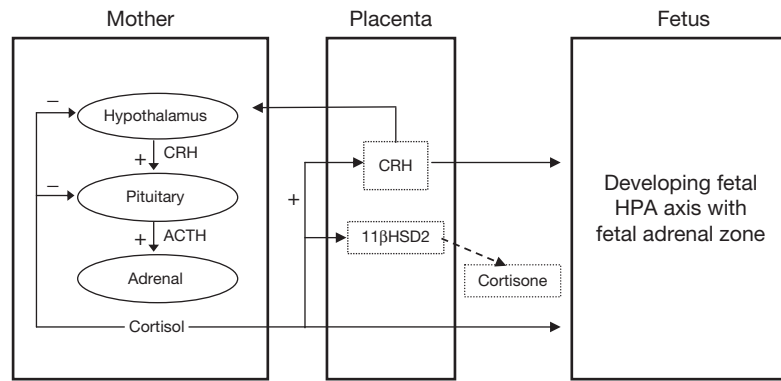 Mother
Placenta
Fetus
Hypothalamus
−
+ CRH
Pituitary
−
+ ACTH
Adrenal
Cortisol
+
CRH
11βHSD2
Cortisone
Developing fetal
HPA axis with
fetal adrenal zone